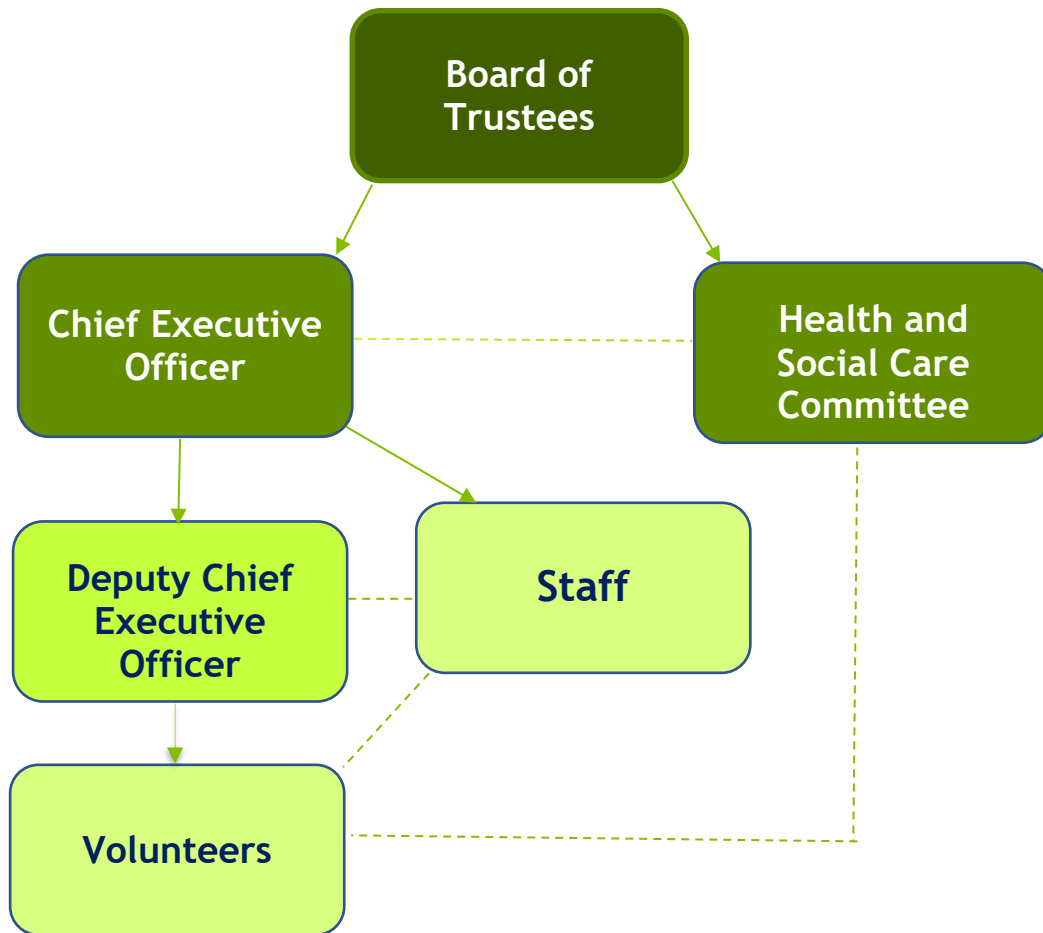 Board of
Trustees
Chief Executive
Officer
Health and
Social Care
Committee
Deputy Chief
Executive
Officer
Staff
Volunteers